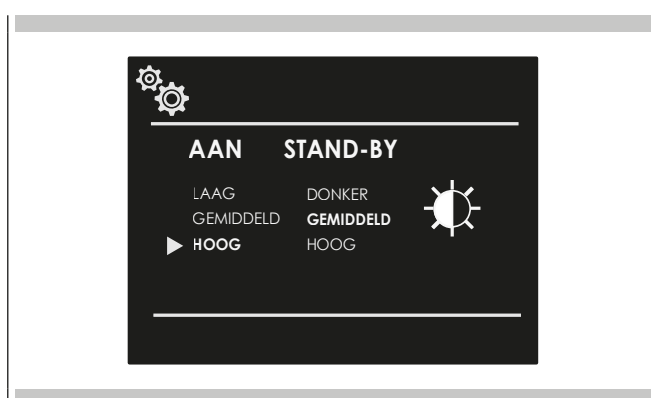 AAN STAND-BY
LAAG DONKER
GEMIDDELD GEMIDDELD
HOOG HOOG